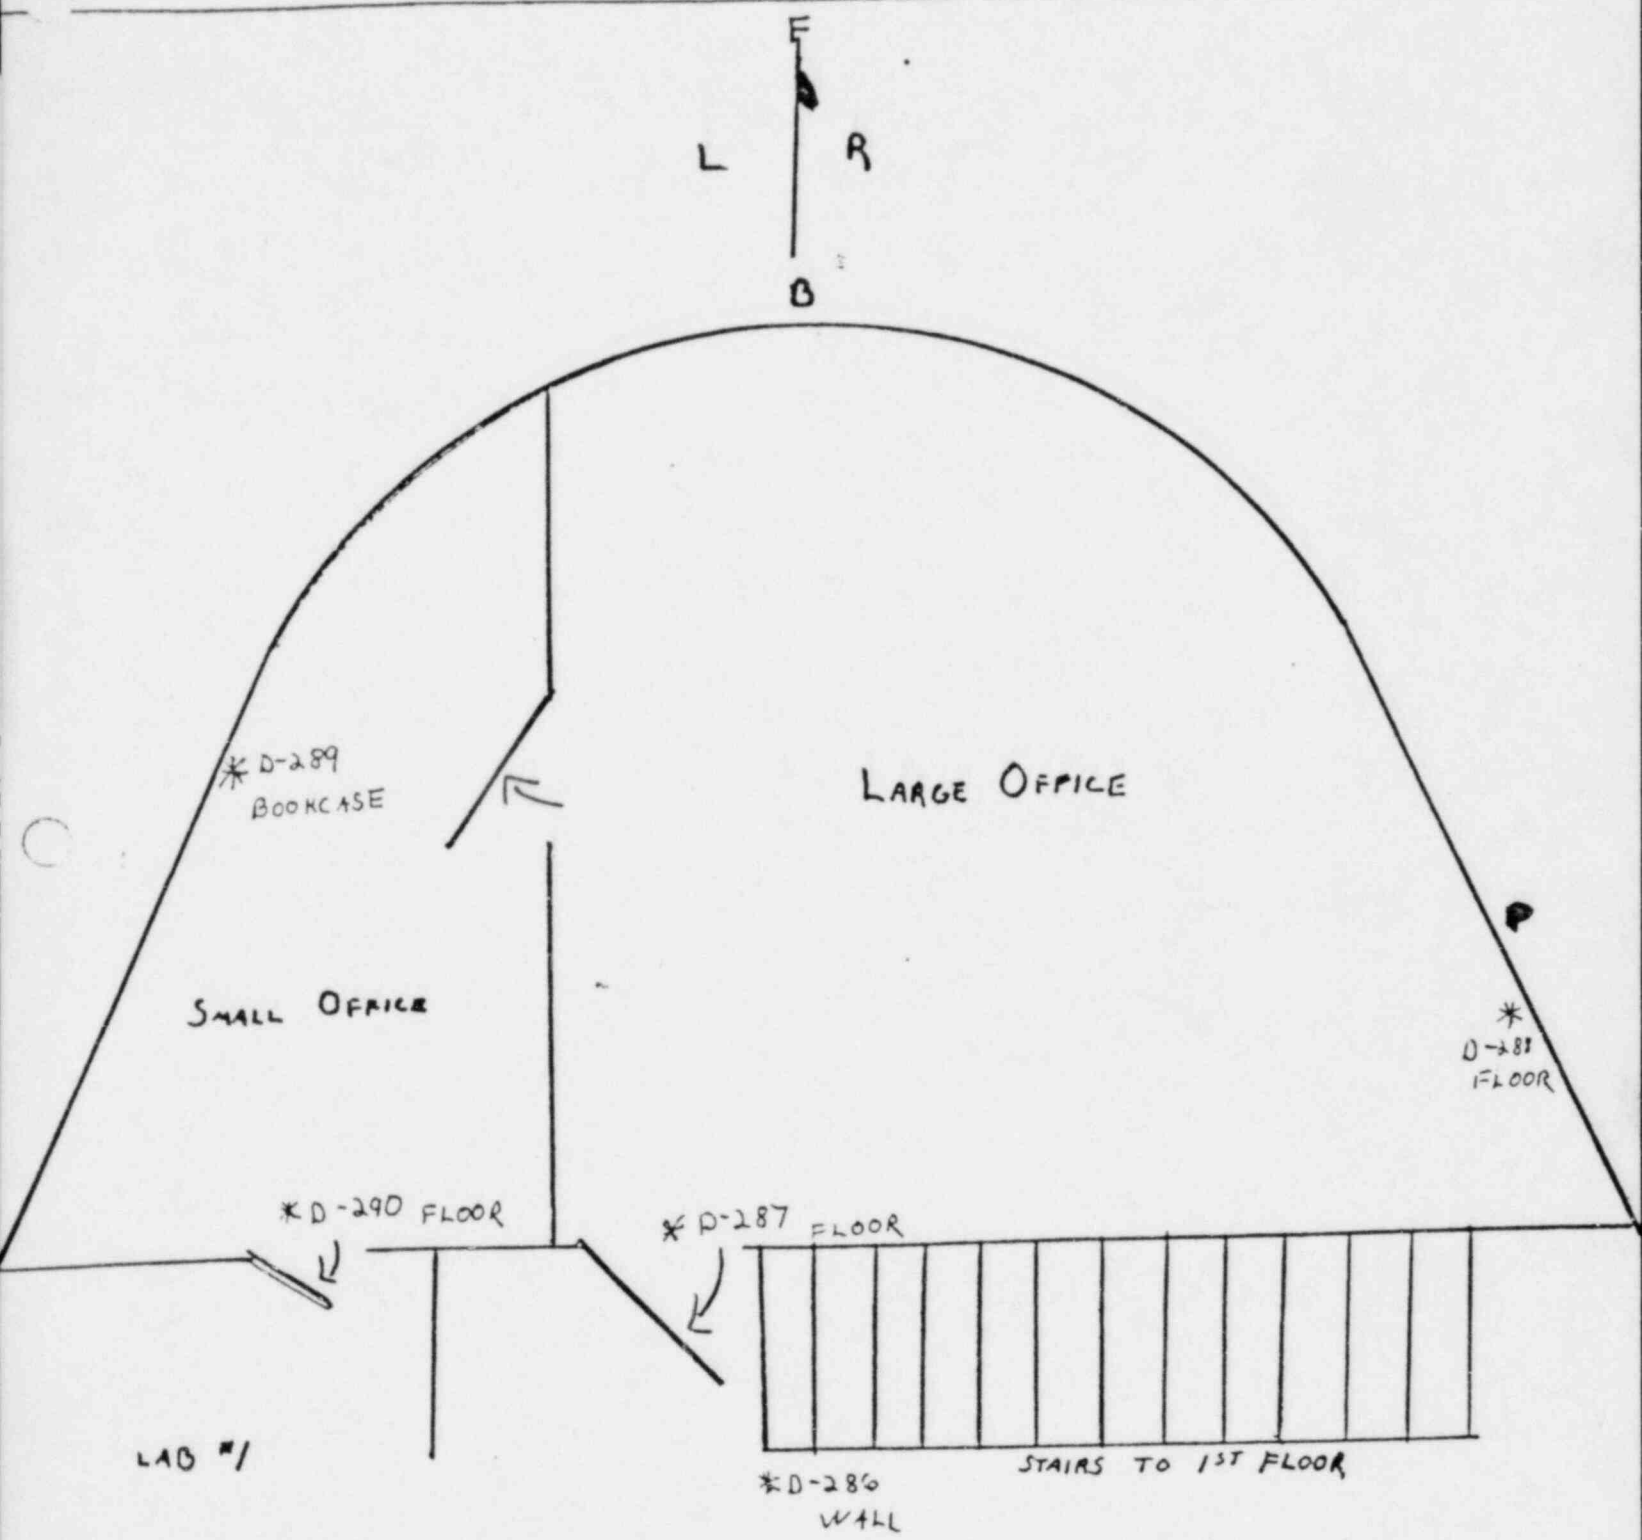 F
L R
B
* D-289
BOOKCASE
LARGE OFFICE
P
SMALL OFFICE
* D-288
FLOOR
* D-290 FLOOR
* D-287 FLOOR
LAB #1
STAIRS TO 1ST FLOOR
* D-286
WALL